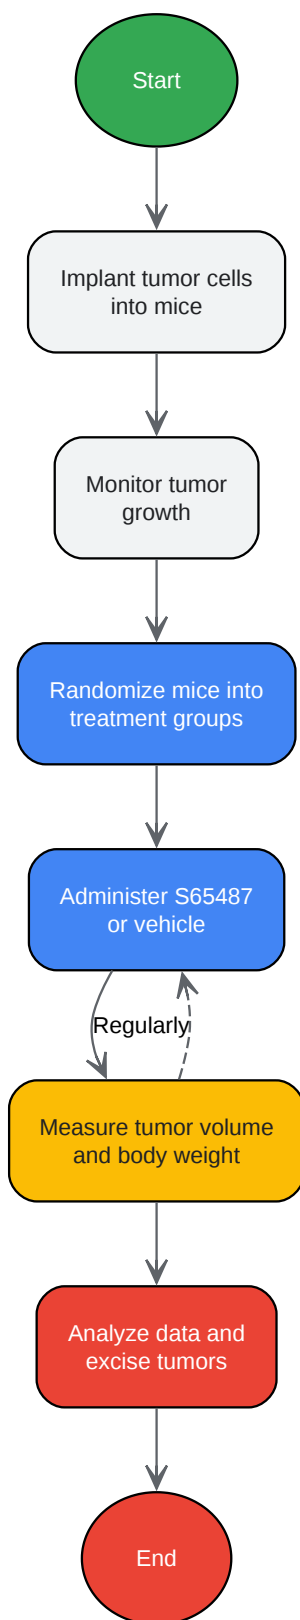 Start
Implant tumor cells
into mice
Monitor tumor
growth
Randomize mice into
treatment groups
Administer S65487
or vehicle
Regularly
Measure tumor volume
and body weight
Analyze data and
excise tumors
End